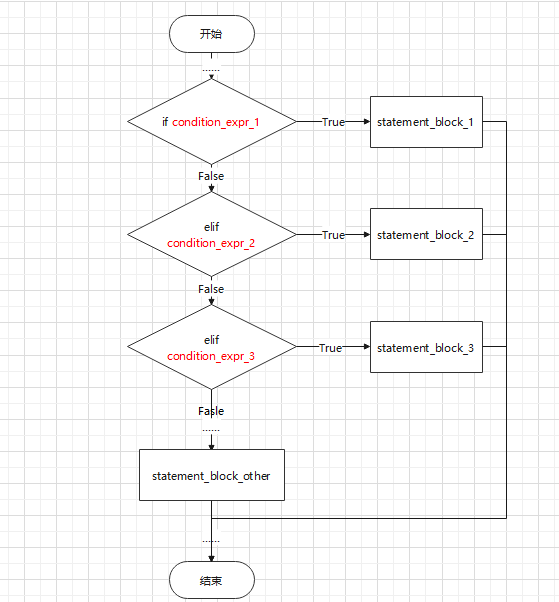 开始
......
if condition_expr_1
True
statement_block_1
False
elif
condition_expr_2
True
statement_block_2
False
elif
condition_expr_3
True
statement_block_3
Fasle
......
statement_block_other
......
结束